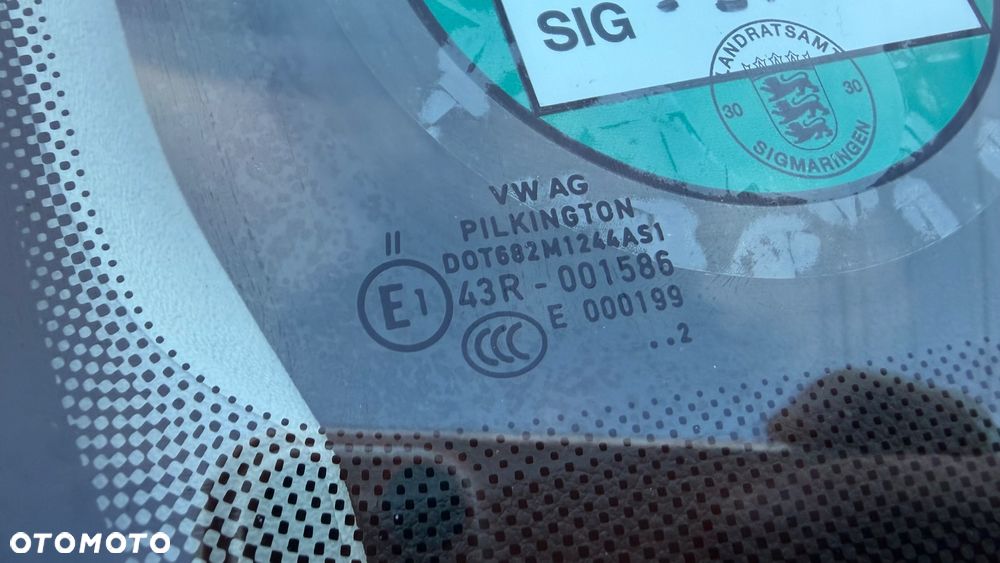 SIG
LANDRATSAMT
30 30
SIGMARINGEN
VW AG
PILKINGTON
II DOT682M1244AS1
E1 43R - 001586
CCC E 000199
..2
OTOMOTO